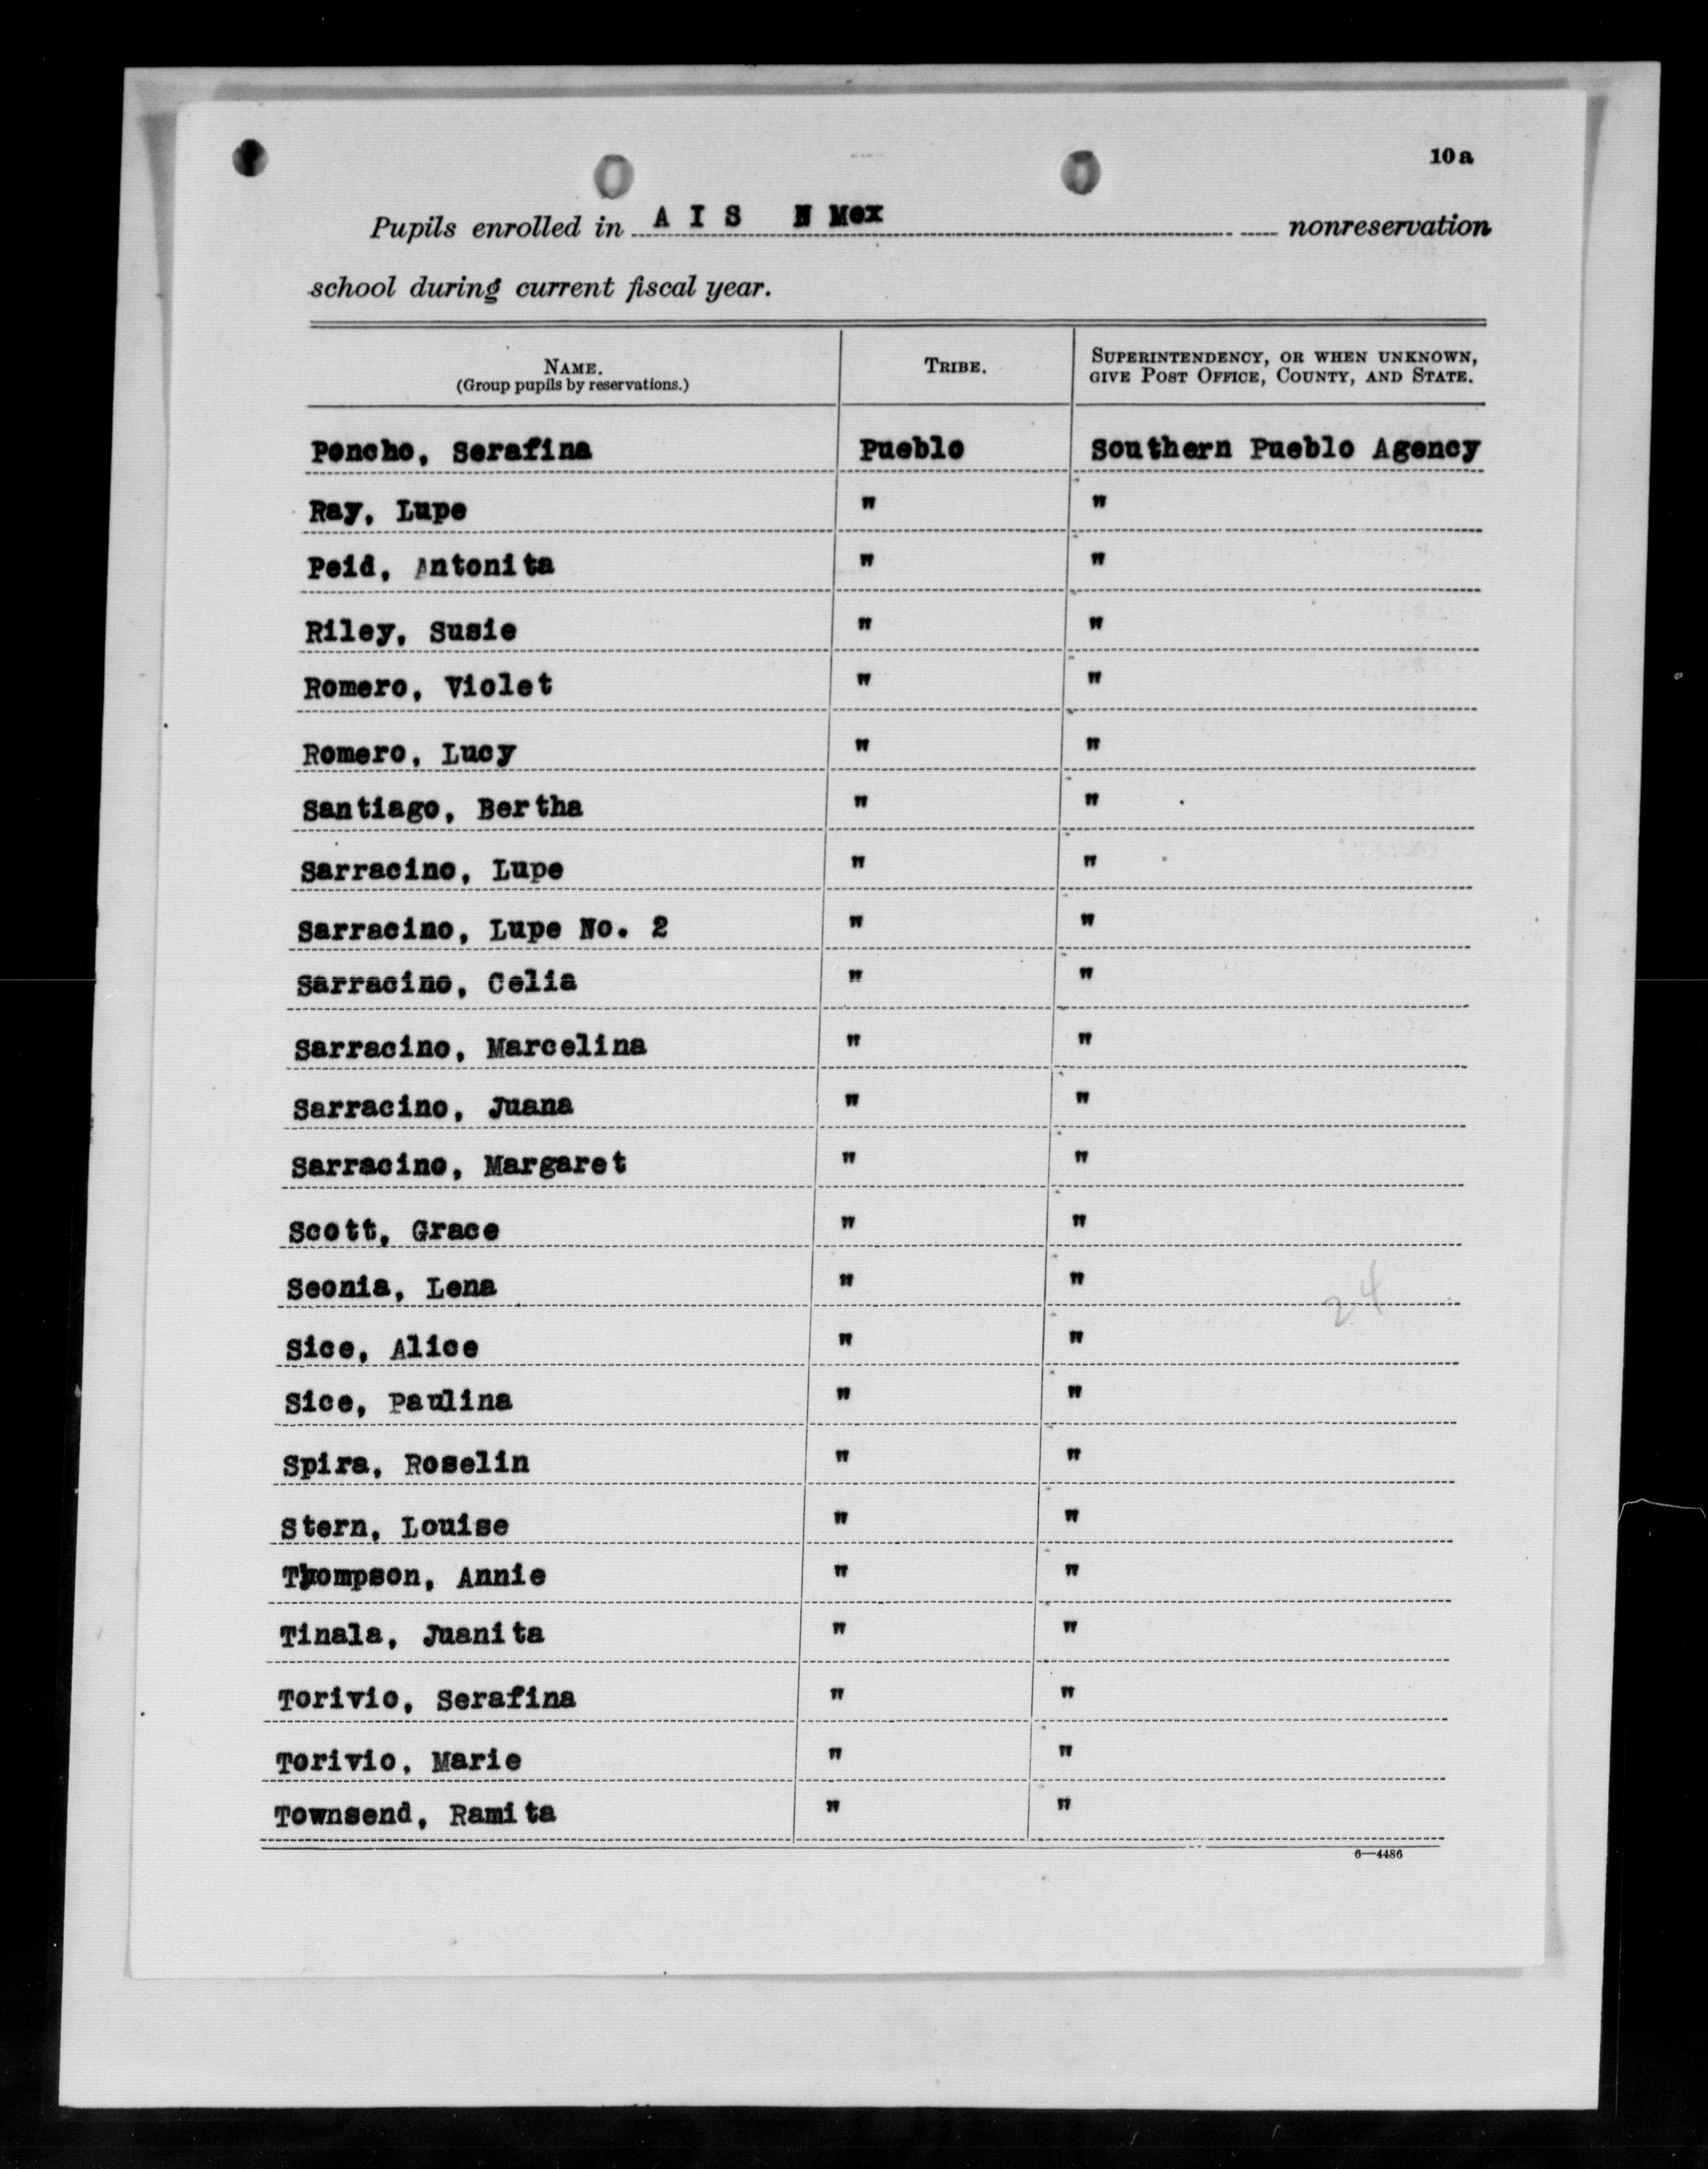 10a
Pupils enrolled in A I S N Mex nonreservation
school during current fiscal year.
NAME. TRIBE. SUPERINTENDENCY, OR WHEN UNKNOWN,
(Group pupils by reservations.) GIVE POST OFFICE, COUNTY, AND STATE.
Poncho, Serafina Pueblo Southern Pueblo Agency
Ray, Lupe " "
Peid, Antonita " "
Riley, Susie " "
Romero, Violet " "
Romero, Lucy " "
Santiago, Bertha " "
Sarracino, Lupe " "
Sarracino, Lupe No. 2 " "
Sarracino, Celia " "
Sarracino, Marcelina " "
Sarracino, Juana " "
Sarracino, Margaret " "
Scott, Grace " "
Seonia, Lena " "
24
Sice, Alice " "
Sice, Paulina " "
Spira, Roselin " "
Stern, Louise " "
Thompson, Annie " "
Tinala, Juanita " "
Torivio, Serafina " "
Torivio, Marie " "
Townsend, Ramita " "
6—4486